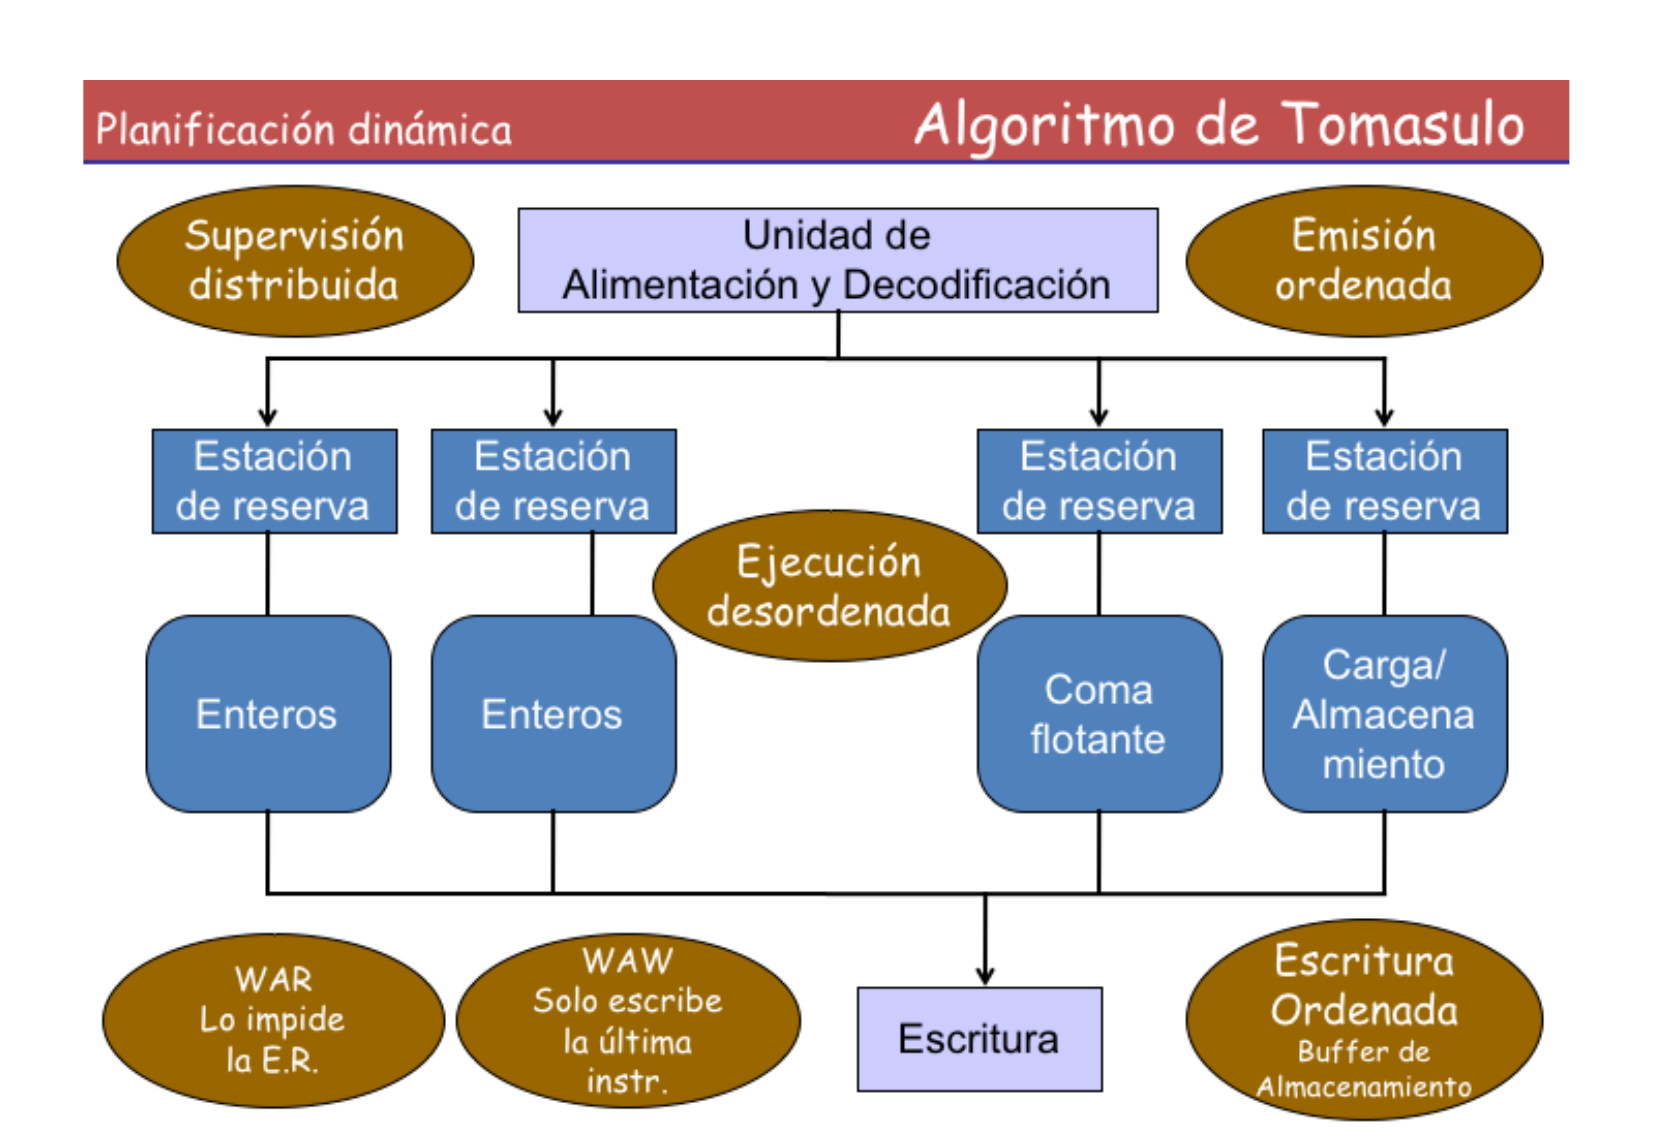 Planificación dinámica
Algoritmo de Tomasulo
Supervisión
distribuida
Unidad de
Alimentación y Decodificación
Emisión
ordenada
Estación
de reserva
Estación
de reserva
Estación
de reserva
Estación
de reserva
Ejecución
desordenada
Enteros
Enteros
Coma
flotante
Carga/
Almacena
miento
WAR
Lo impide
la E.R.
WAW
Solo escribe
la última
instr.
Escritura
Escritura
Ordenada
Buffer de
Almacenamiento